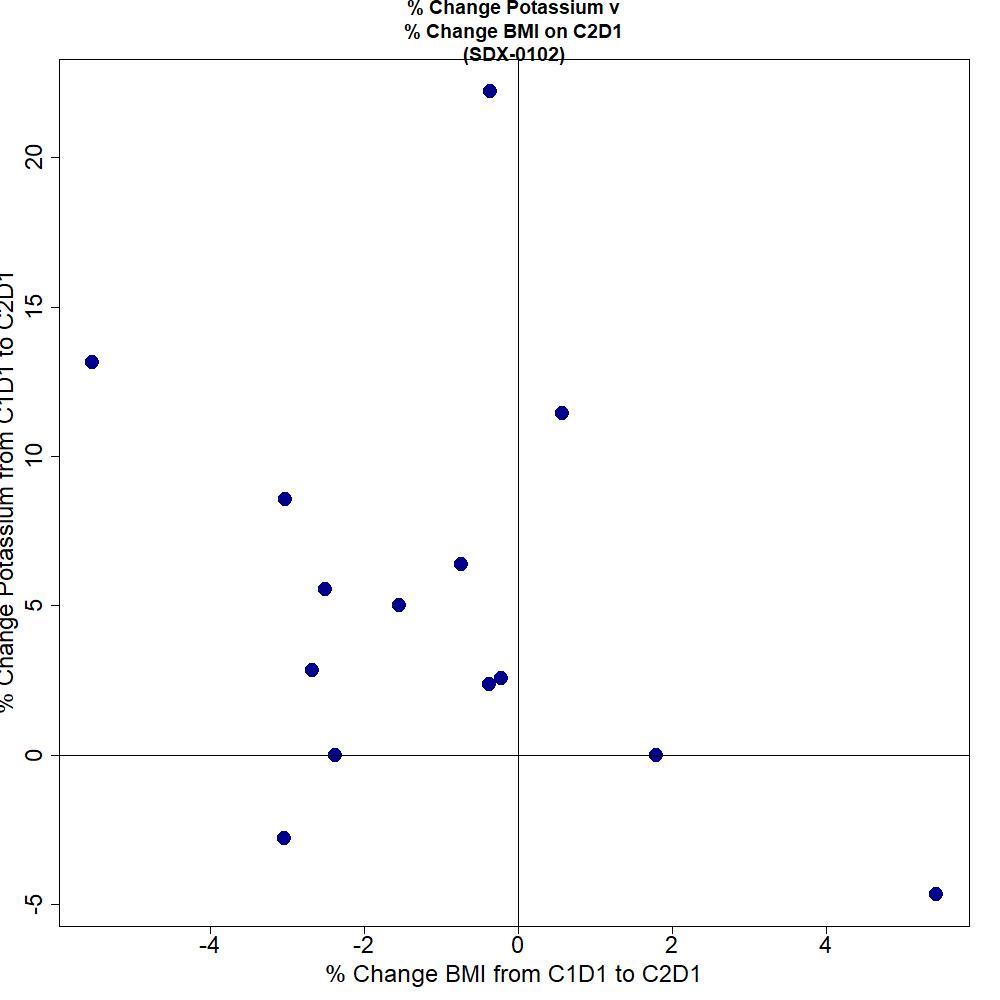 % Change Potassium v
% Change BMI on C2D1
(SDX-0102)
% Change Potassium from C1D1 to C2D1
20
15
10
5
0
-5
-4
-2
0
2
4
% Change BMI from C1D1 to C2D1